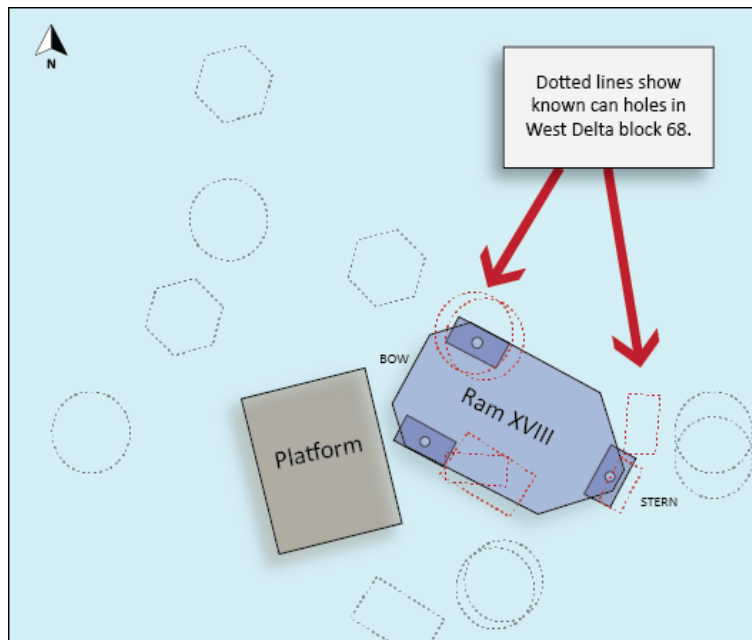 N
Dotted lines show
known can holes in
West Delta block 68.
BOW
Ram XVIII
Platform
STERN